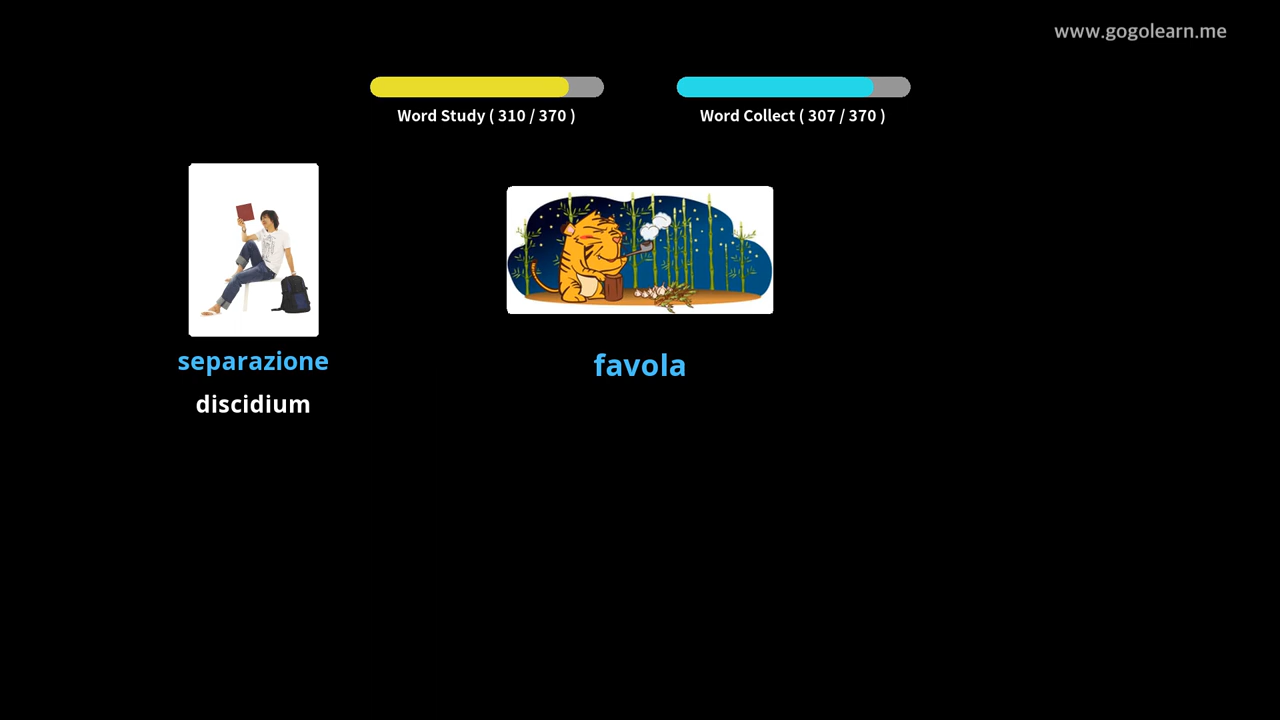 www.gogolearn.me
Word Study ( 310 / 370 )
Word Collect ( 307 / 370 )
separazione
discidium
favola